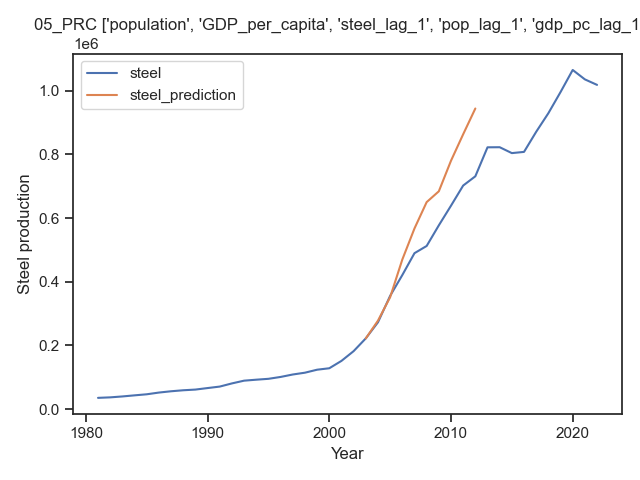 05_PRC ['population', 'GDP_per_capita', 'steel_lag_1', 'pop_lag_1', 'gdp_pc_lag_1
1e6
steel
steel_prediction
1.0
0.8
0.6
0.4
0.2
0.0
Steel production
1980 1990 2000 2010 2020
Year